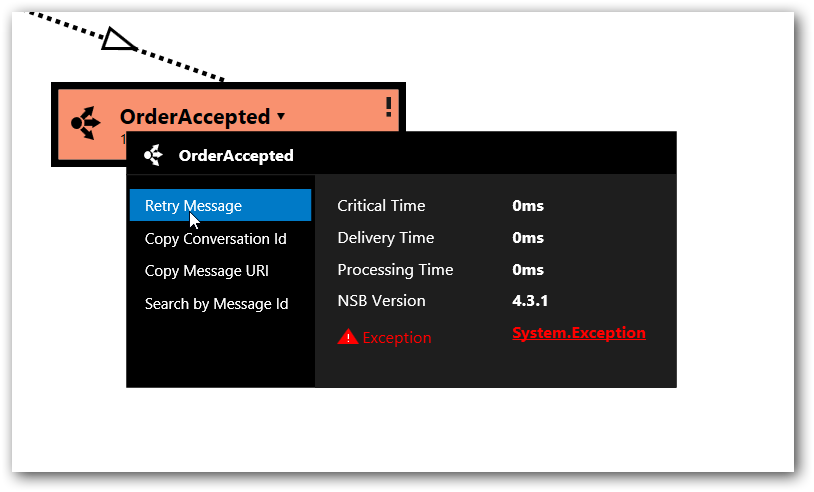 OrderAccepted
!
OrderAccepted
Retry Message
Critical Time 0ms
Copy Conversation Id
Delivery Time 0ms
Copy Message URI
Processing Time 0ms
Search by Message Id
NSB Version 4.3.1
Exception System.Exception